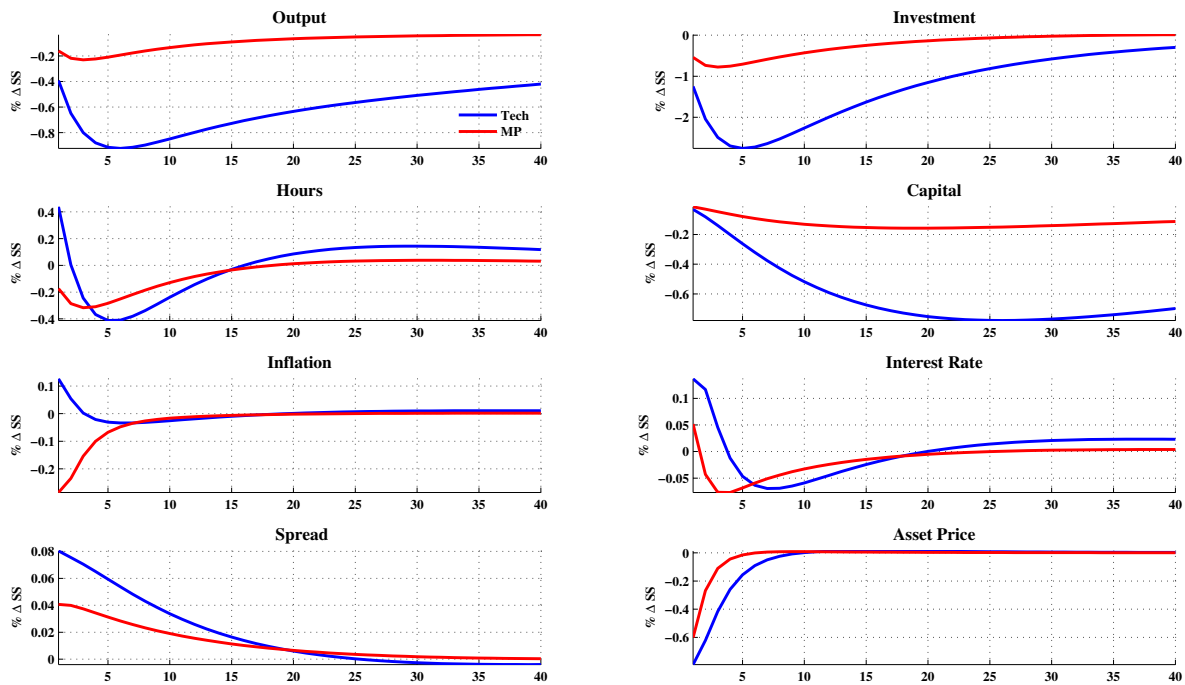 Output
% Δ SS
−0.2
−0.4
−0.6
−0.8
Tech
MP
5 10 15 20 25 30 35 40
Investment
% Δ SS
0
−1
−2
5 10 15 20 25 30 35 40
Hours
% Δ SS
0.4
0.2
0
−0.2
−0.4
5 10 15 20 25 30 35 40
Capital
% Δ SS
−0.2
−0.4
−0.6
5 10 15 20 25 30 35 40
Inflation
% Δ SS
0.1
0
−0.1
−0.2
5 10 15 20 25 30 35 40
Interest Rate
% Δ SS
0.1
0.05
0
−0.05
5 10 15 20 25 30 35 40
Spread
% Δ SS
0.08
0.06
0.04
0.02
0
5 10 15 20 25 30 35 40
Asset Price
% Δ SS
0
−0.2
−0.4
−0.6
5 10 15 20 25 30 35 40